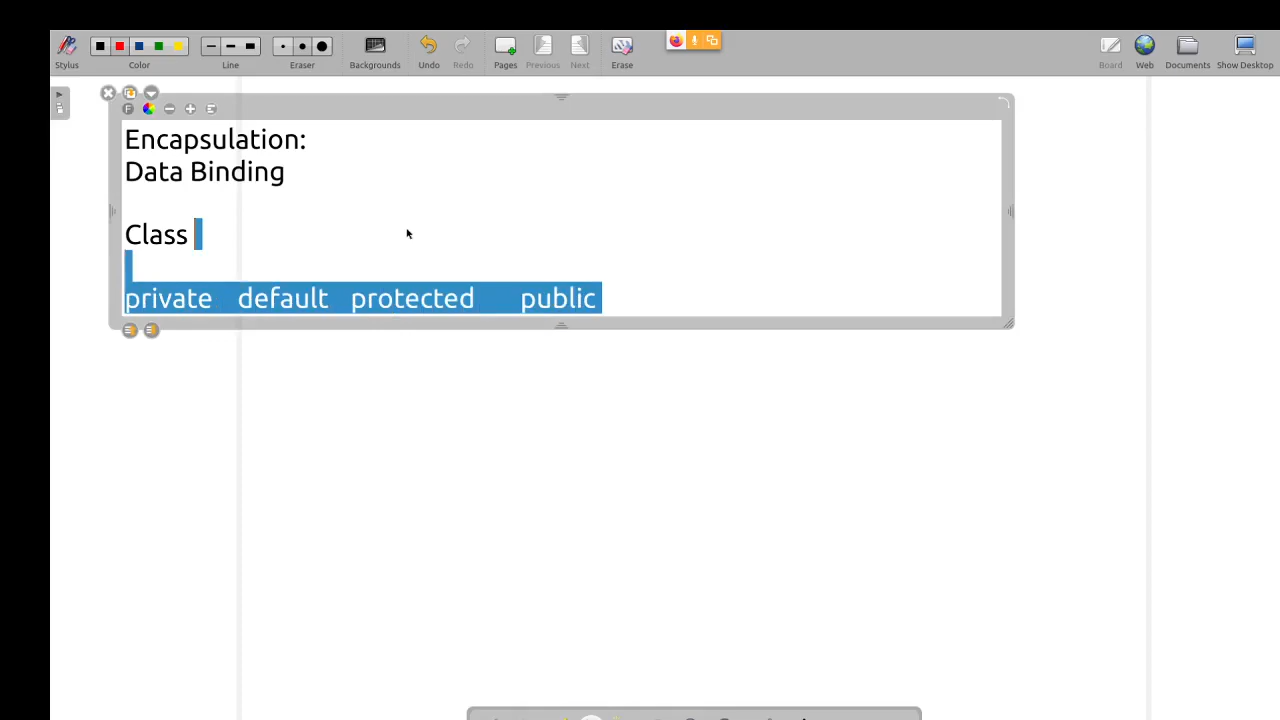 Stylus
Color
Line
Eraser
Backgrounds
Undo
Redo
Pages
Previous
Next
Erase
Board
Web
Documents
Show Desktop
F
Encapsulation:
Data Binding
Class
private default protected public